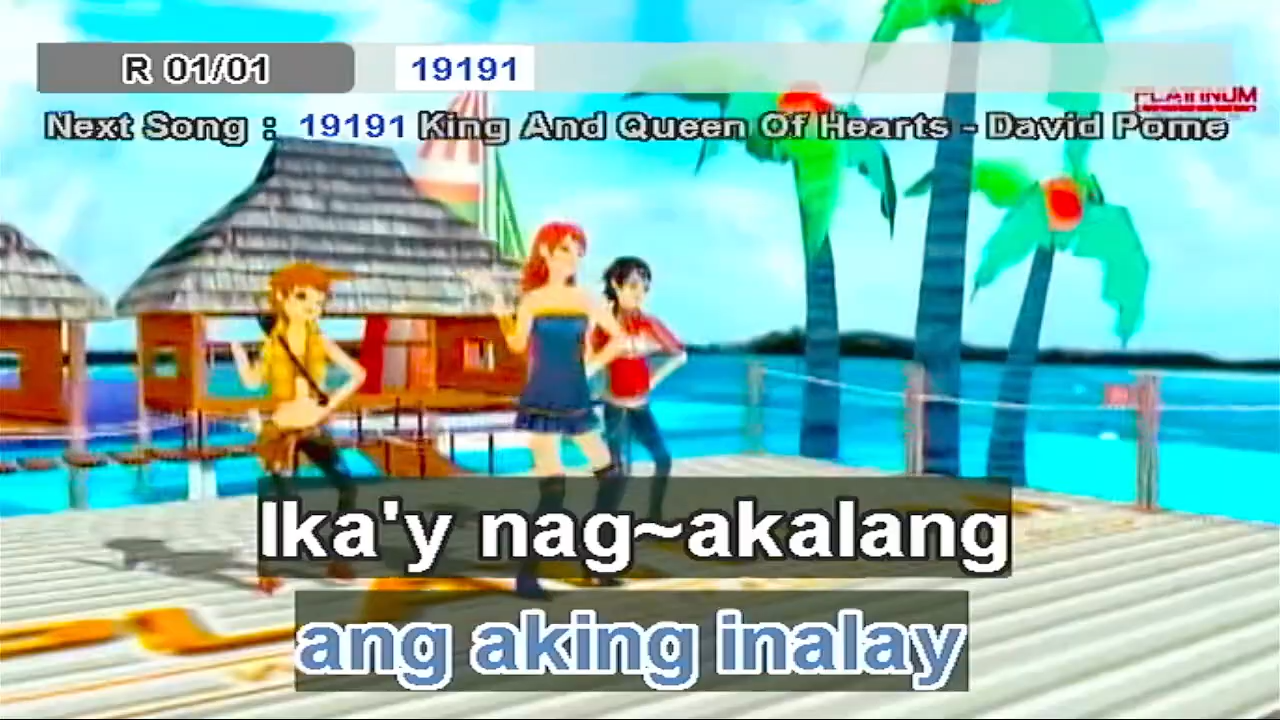 R 01/01 19191
PLATINUM
Next Song : 19191 King And Queen Of Hearts - David Pome
Ika'y nag~akalang
ang aking inalay